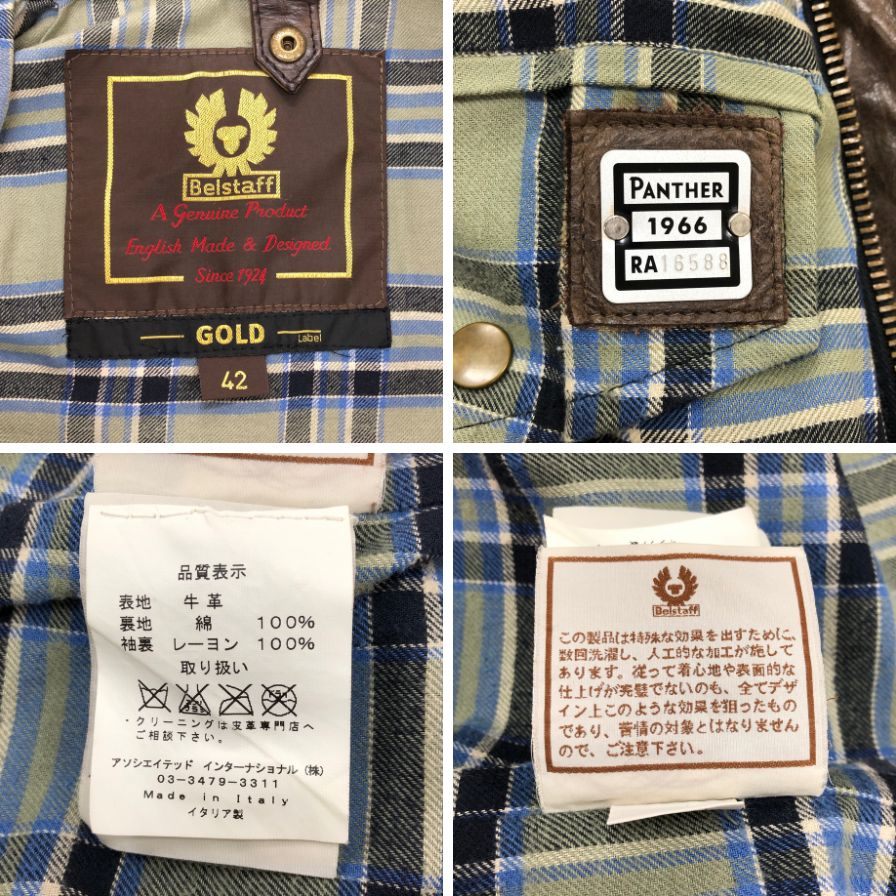 Belstaff
A Genuine Product
English Made & Designed
Since 1924
GOLD Label
42
PANTHER
1966
RA16588
品質表示
表地 牛革
裏地 綿 100%
袖裏 レーヨン 100%
取り扱い
・クリーニングは皮革専門店へ
ご相談下さい。
アソシエイテッド インターナショナル(株)
03-3479-3311
Made in Italy
イタリア製
Belstaff
この製品は特殊な効果を出すために、
数回洗濯し、人工的な加工が施して
あります。従って着心地や表面的な
仕上げが完璧でないのも、全てデザ
イン上このような効果を狙ったもの
であり、苦情の対象とはなりません
ので、ご注意下さい。